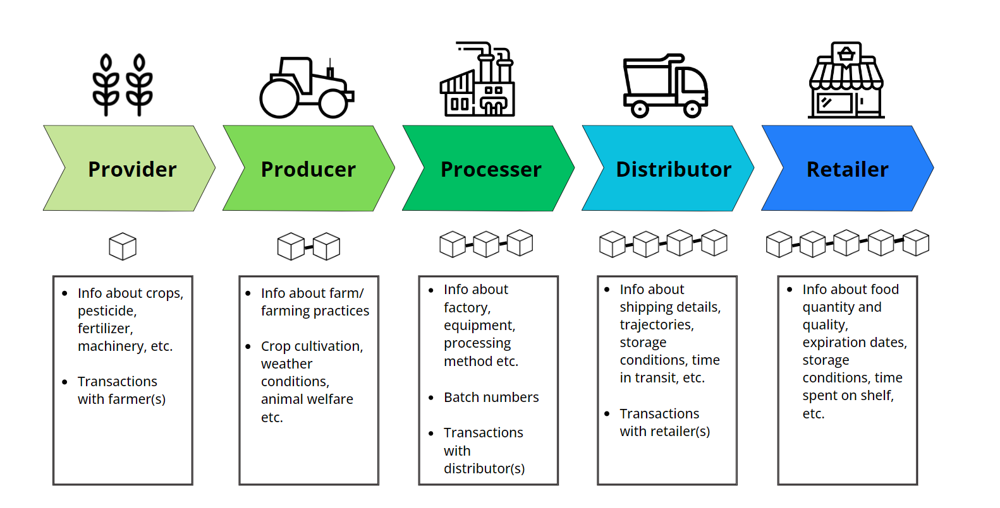 Provider
Producer
Processer
Distributor
Retailer
• Info about crops,
pesticide,
fertilizer,
machinery, etc.
• Transactions
with farmer(s)
• Info about farm/
farming practices
• Crop cultivation,
weather
conditions,
animal welfare
etc.
• Info about
factory,
equipment,
processing
method etc.
• Batch numbers
• Transactions
with
distributor(s)
• Info about
shipping details,
trajectories,
storage
conditions, time
in transit, etc.
• Transactions
with retailer(s)
• Info about food
quantity and
quality,
expiration dates,
storage
conditions, time
spent on shelf,
etc.